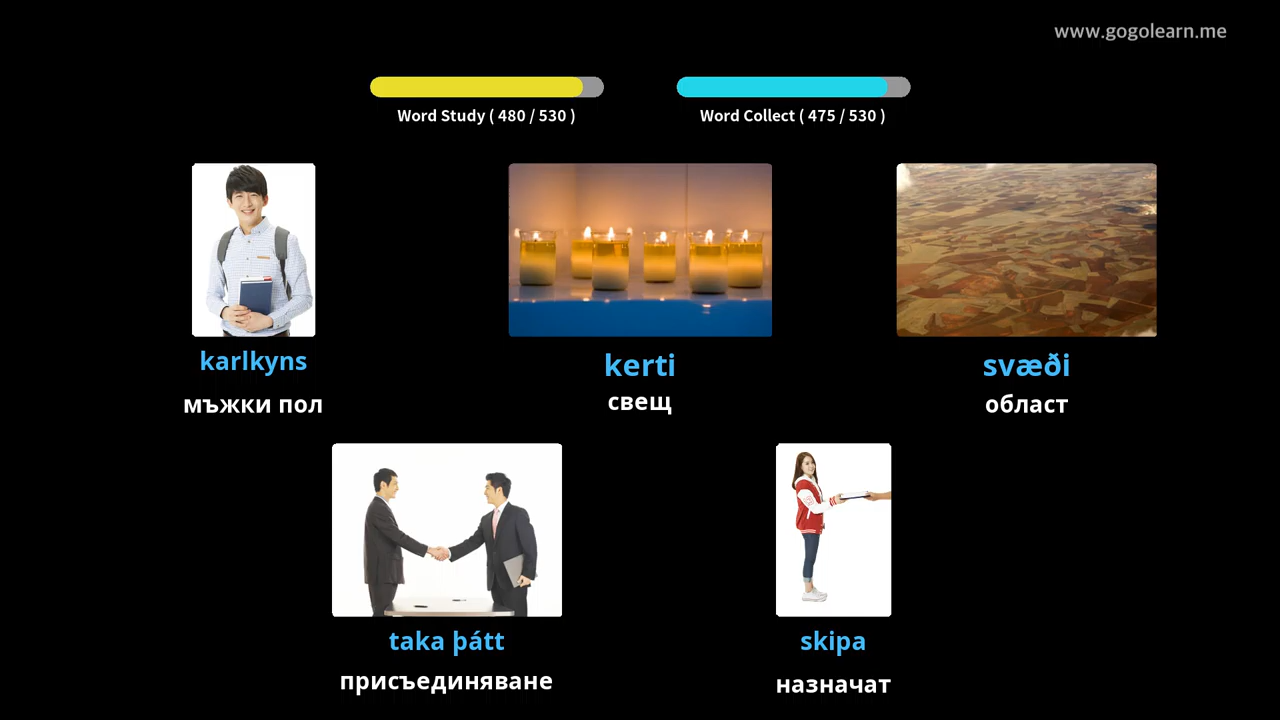 www.gogolearn.me
Word Study ( 480 / 530 )
Word Collect ( 475 / 530 )
karlkyns
мъжки пол
kerti
свещ
svæði
област
taka þátt
присъединяване
skipa
назначат